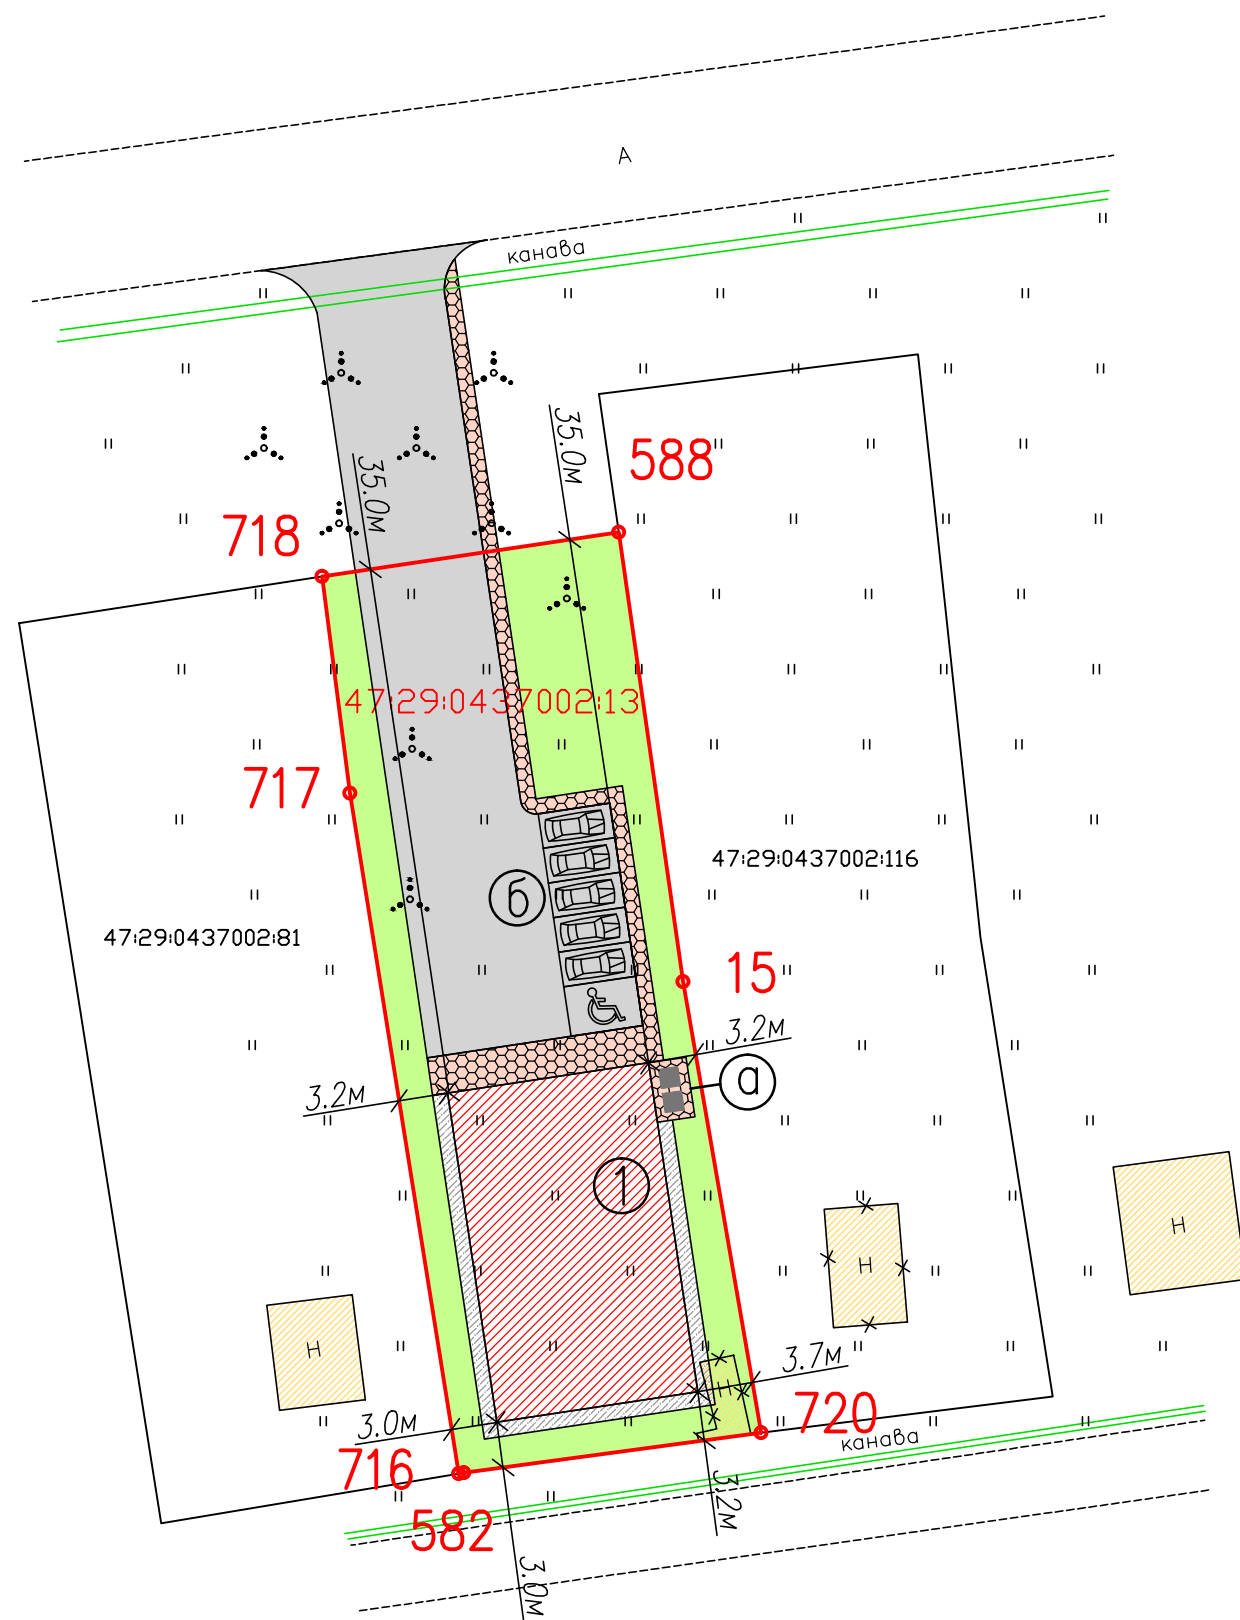 А
канава
35.0м
588
35.0м
718
47:29:0437002:13
717
47:29:0437002:116
б
47:29:0437002:81
15
3.2м
а
3.2м
1
Н
Н
Н
3.7м
Н
720
3.0м
канава
716
3.2м
582
3.0м